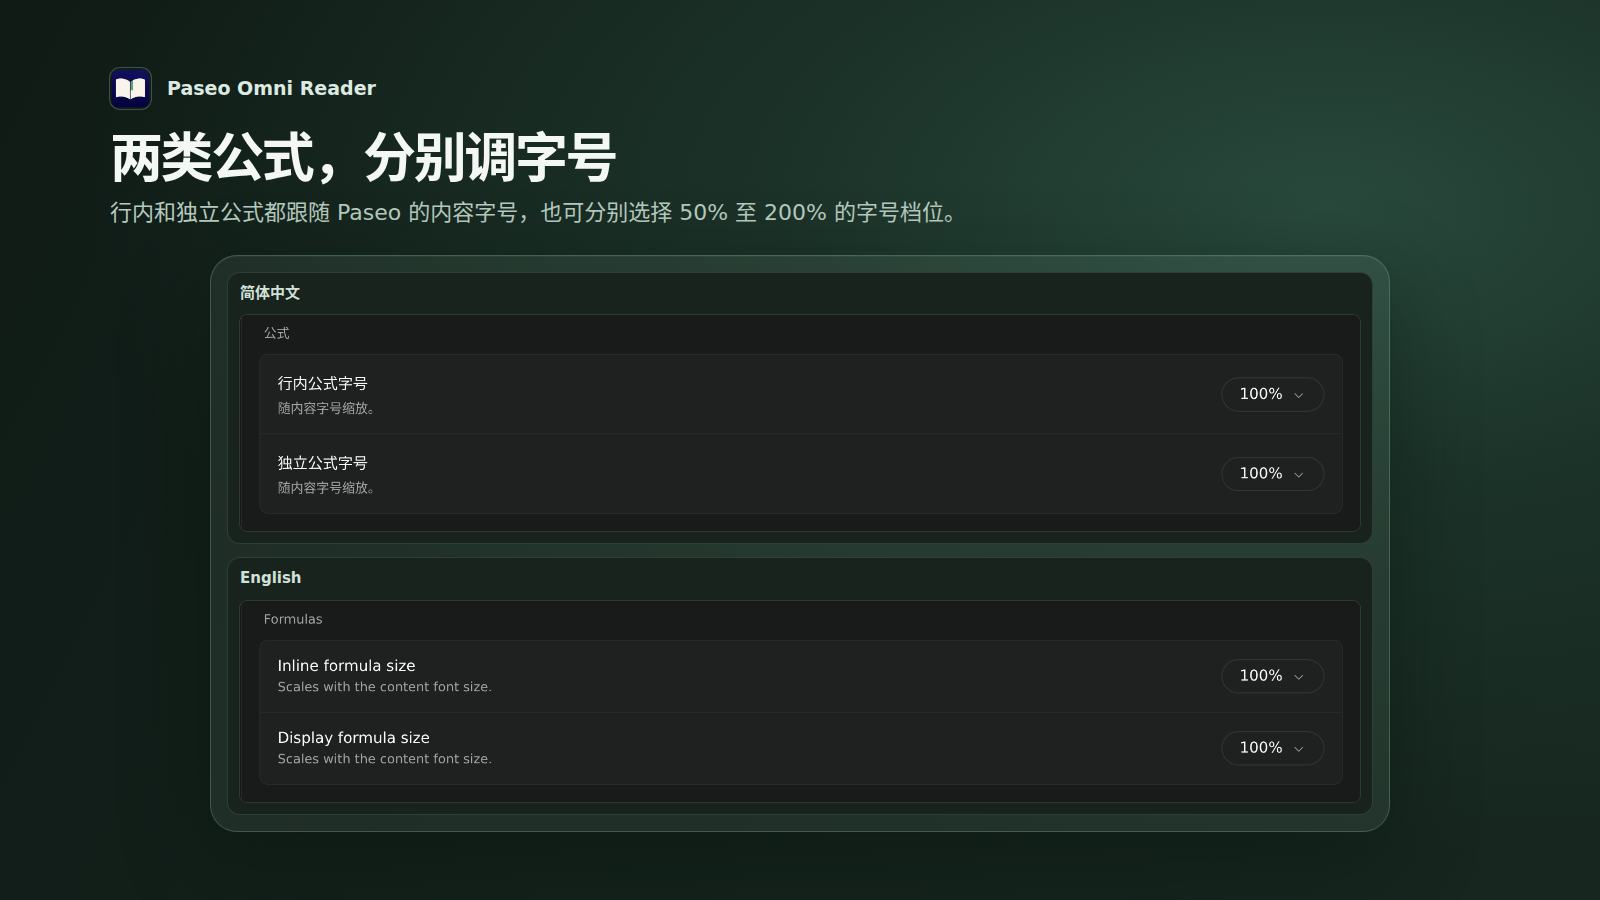 Paseo Omni Reader
两类公式，分别调字号
行内和独立公式都跟随 Paseo 的内容字号，也可分别选择 50% 至 200% 的字号档位。
简体中文
公式
行内公式字号
100%
随内容字号缩放。
独立公式字号
100%
随内容字号缩放。
English
Formulas
Inline formula size
100%
Scales with the content font size.
Display formula size
100%
Scales with the content font size.